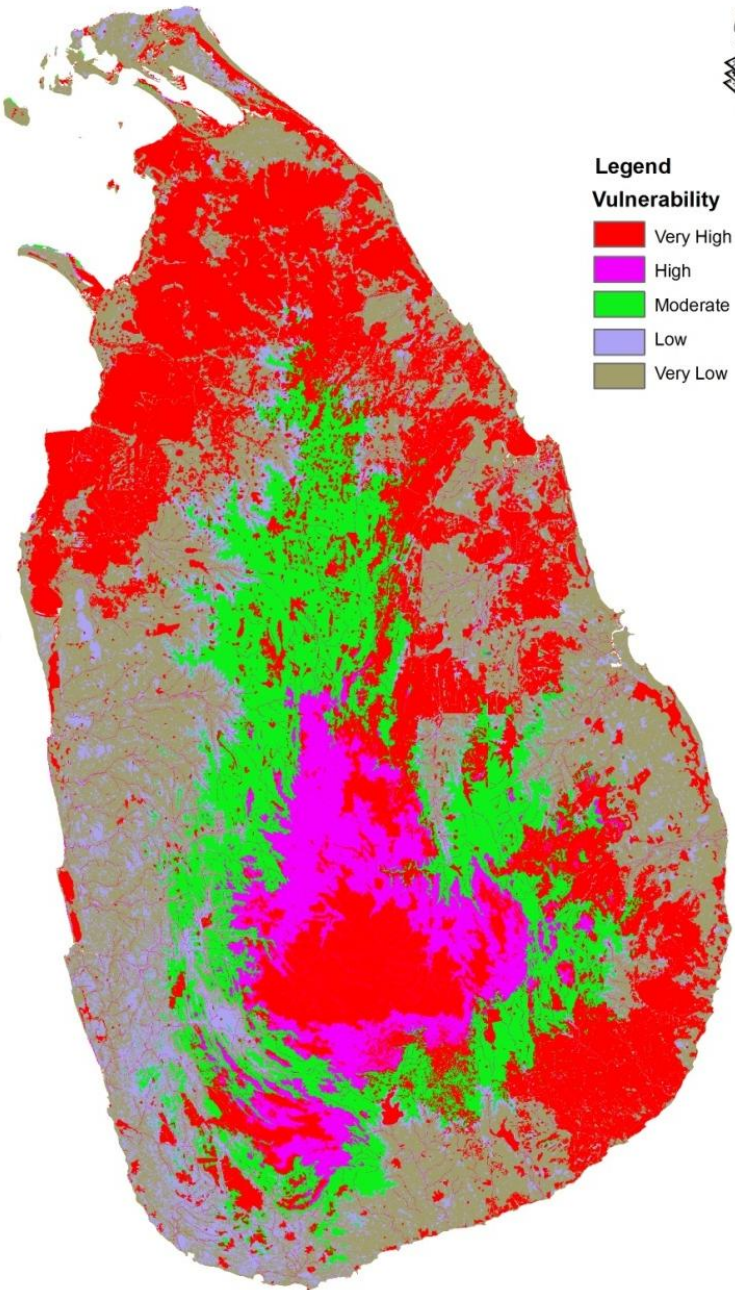 Legend
Vulnerability
Very High
High
Moderate
Low
Very Low